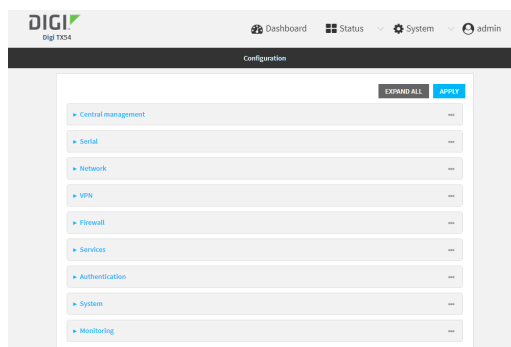 DIGI
Digi TX54
Dashboard
Status
System
admin
Configuration
EXPAND ALL
APPLY
Central management
Serial
Network
VPN
Firewall
Services
Authentication
System
Monitoring